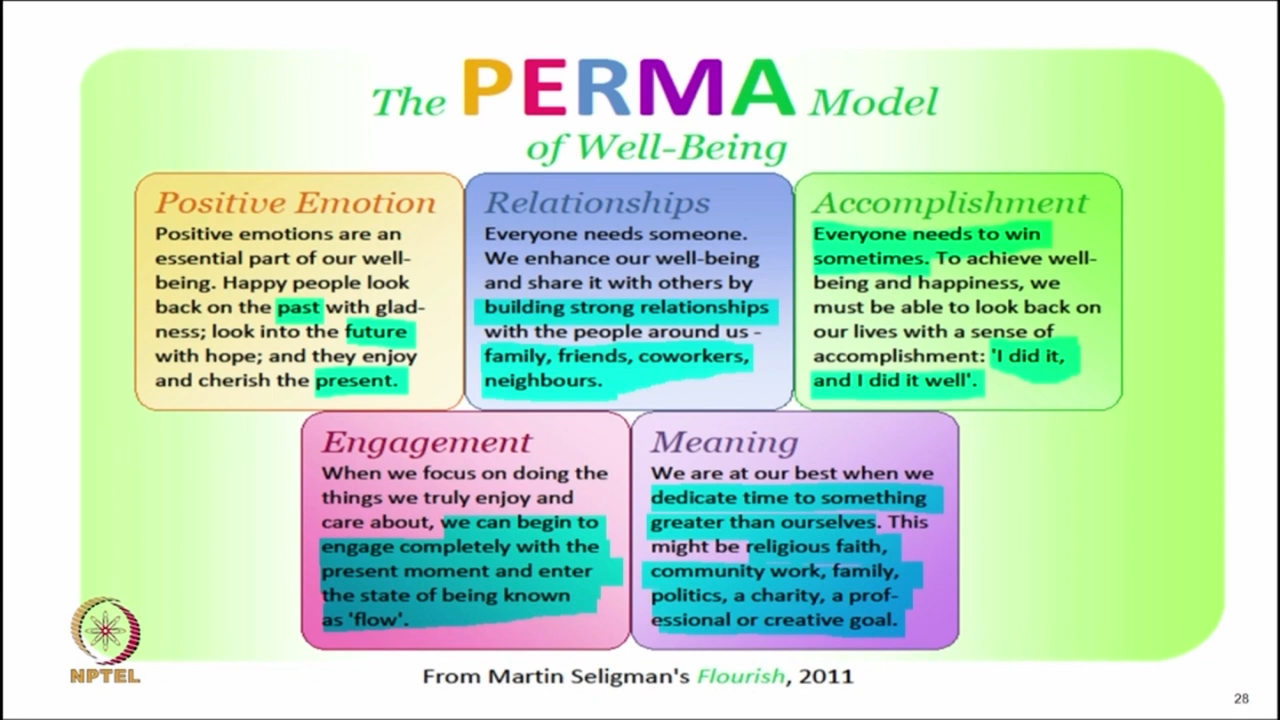 The PERMA Model
of Well-Being
Positive Emotion
Positive emotions are an
essential part of our well-
being. Happy people look
back on the past with glad-
ness; look into the future
with hope; and they enjoy
and cherish the present.
Relationships
Everyone needs someone.
We enhance our well-being
and share it with others by
building strong relationships
with the people around us -
family, friends, coworkers,
neighbours.
Accomplishment
Everyone needs to win
sometimes. To achieve well-
being and happiness, we
must be able to look back on
our lives with a sense of
accomplishment: 'I did it,
and I did it well'.
Engagement
When we focus on doing the
things we truly enjoy and
care about, we can begin to
engage completely with the
present moment and enter
the state of being known
as 'flow'.
Meaning
We are at our best when we
dedicate time to something
greater than ourselves. This
might be religious faith,
community work, family,
politics, a charity, a prof-
essional or creative goal.
NPTEL
From Martin Seligman's Flourish, 2011
28